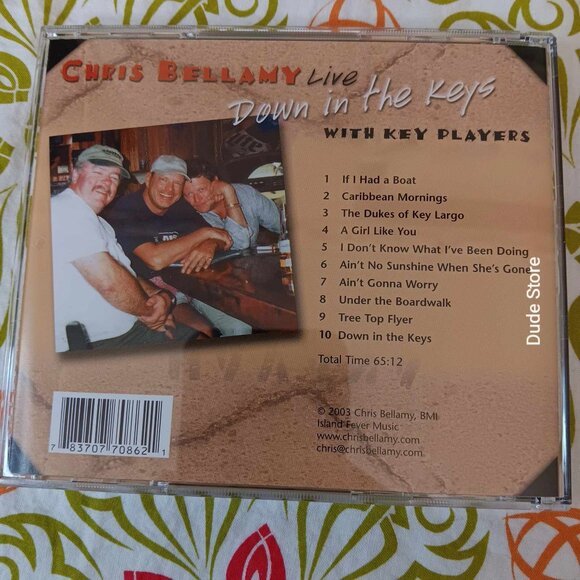 Chris Bellamy Live
Down in the Keys
WITH KEY PLAYERS
1 If I Had a Boat
2 Caribbean Mornings
3 The Dukes of Key Largo
4 A Girl Like You
5 I Don't Know What I've Been Doing
6 Ain't No Sunshine When She's Gone
7 Ain't Gonna Worry
8 Under the Boardwalk
9 Tree Top Flyer
10 Down in the Keys
Total Time 65:12
© 2003 Chris Bellamy, BMI
Island Fever Music
www.chrisbellamy.com
chris@chrisbellamy.com
7 83707 70862 1
Dude Store